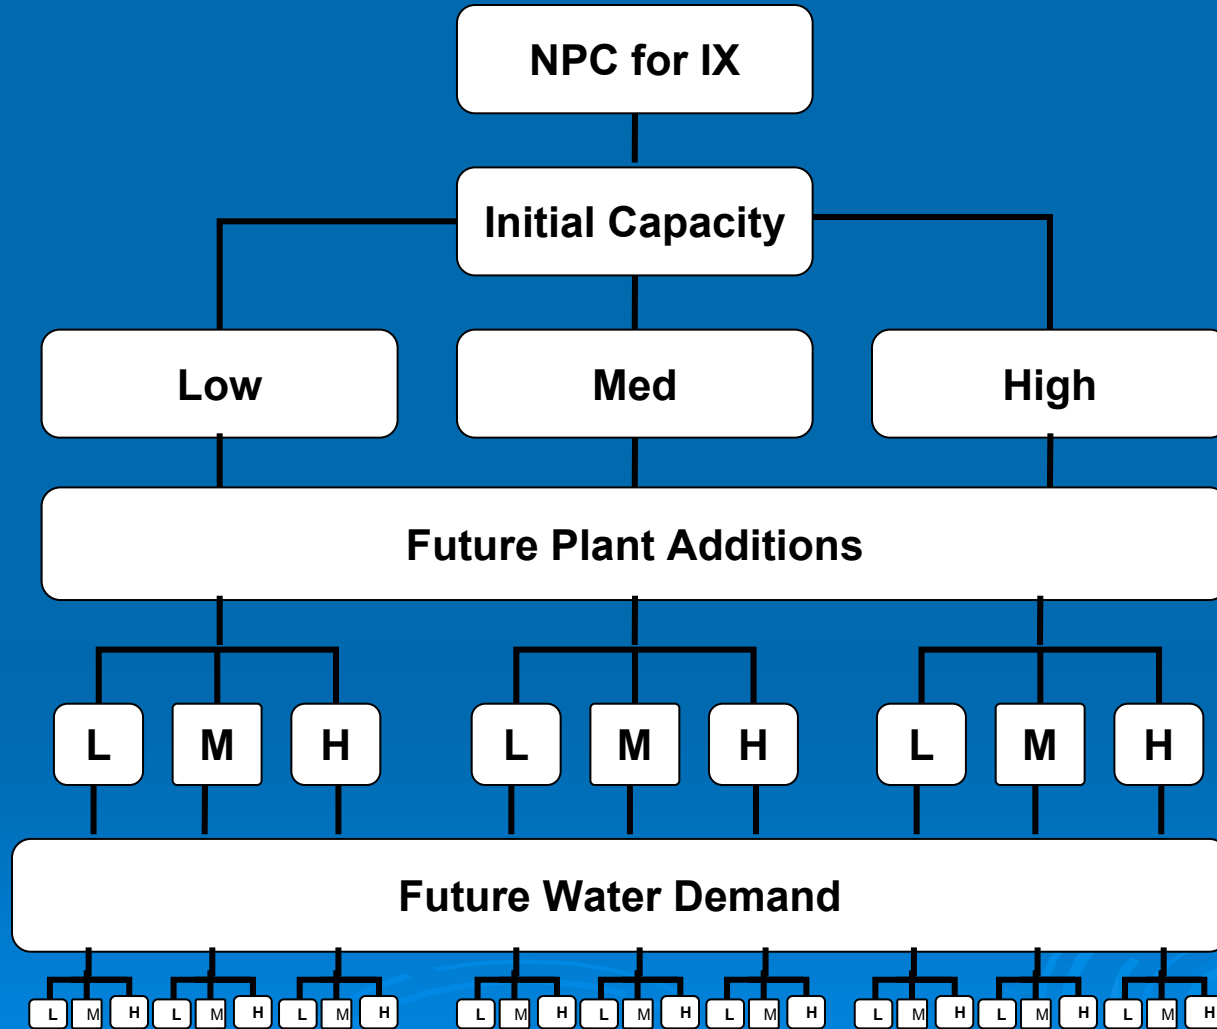 NPC for IX
Initial Capacity
Low Med High
Future Plant Additions
L M H L M H L M H
Future Water Demand
L M H L M H L M H L M H L M H L M H L M H L M H L M H